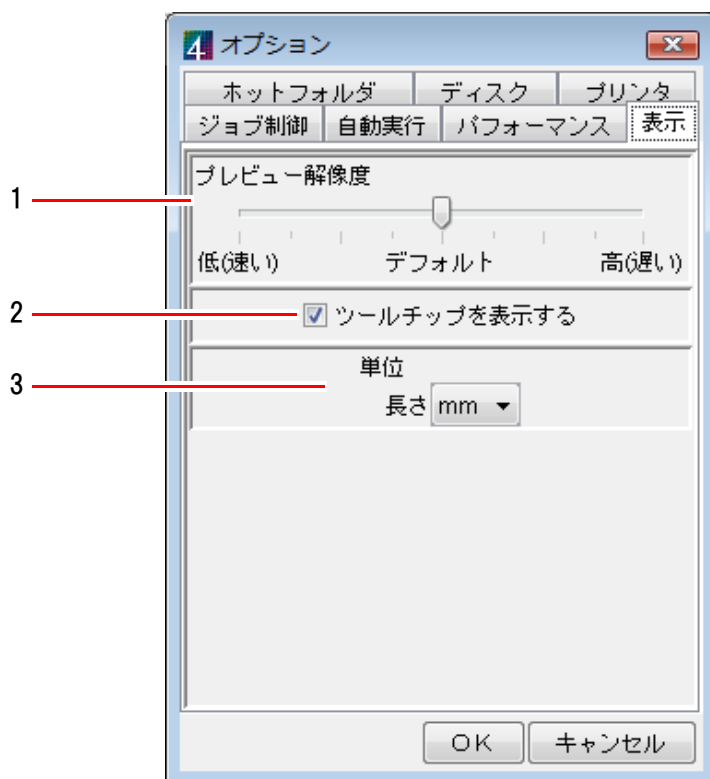 4 オプション
ホットフォルダ ディスク プリンタ
ジョブ制御 自動実行 パフォーマンス 表示
1
プレビュー解像度
低(速い) デフォルト 高(遅い)
2
ツールチップを表示する
3
単位
長さ mm
OK キャンセル